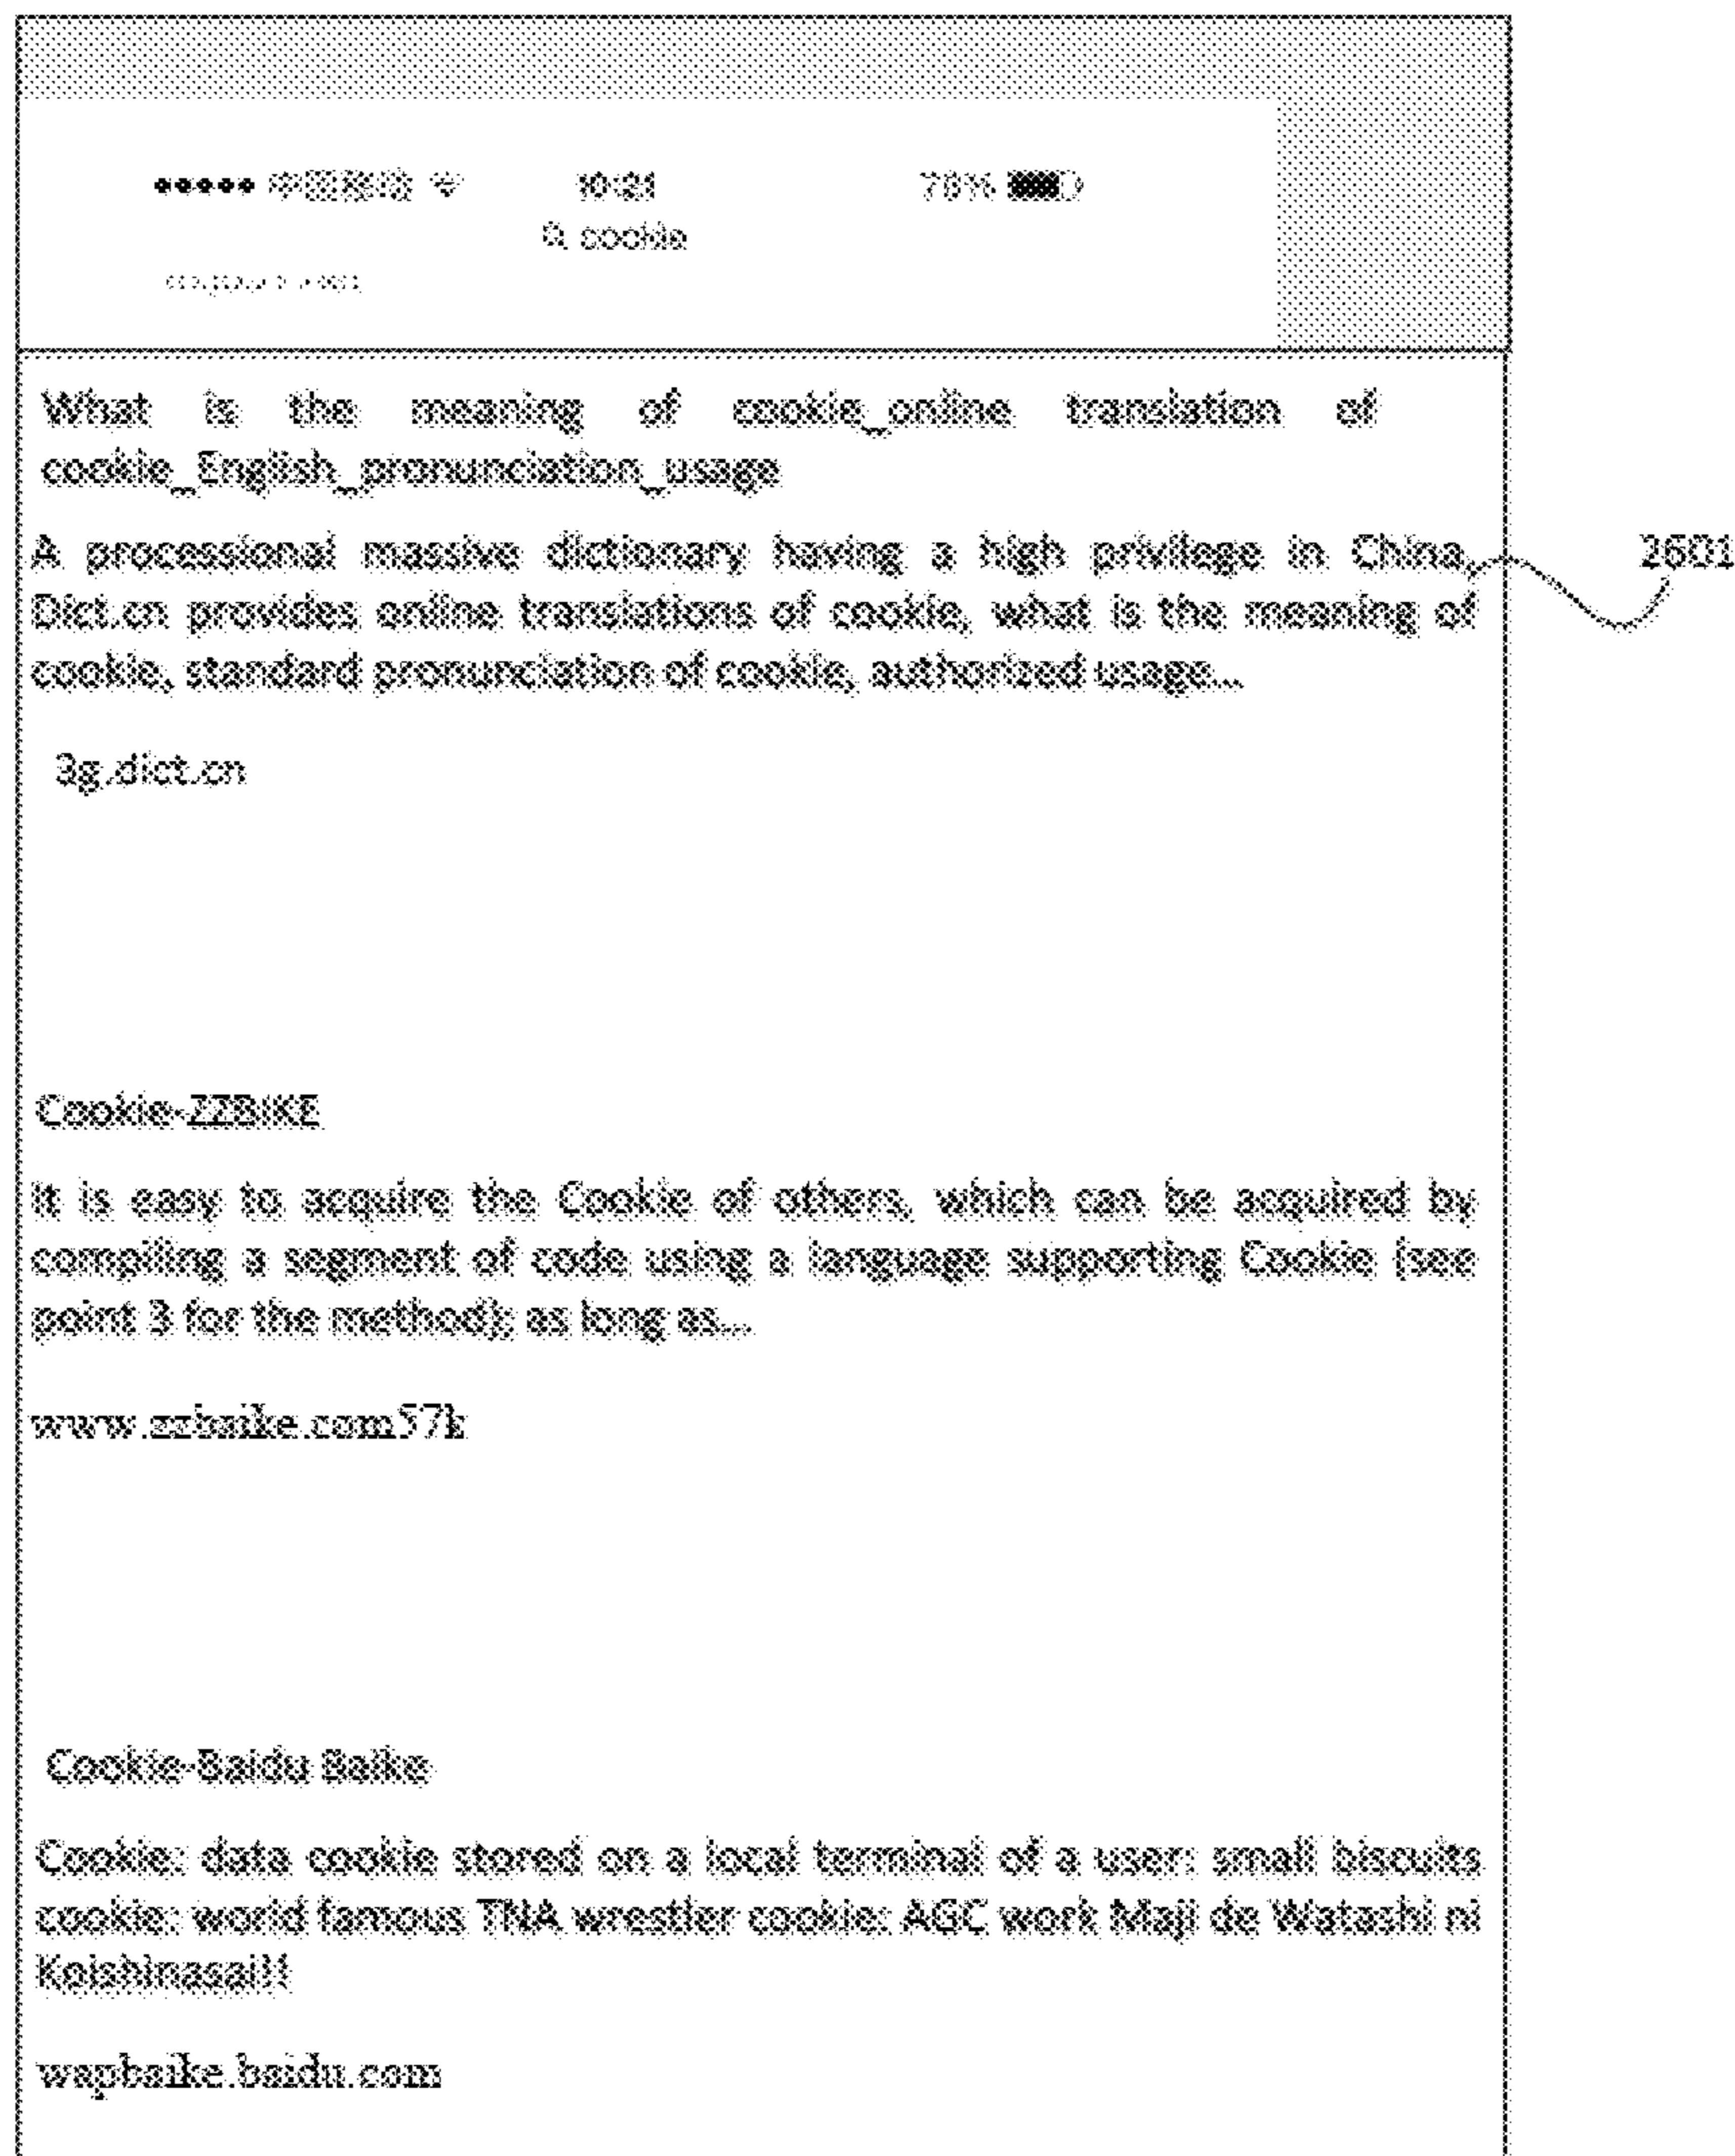 10:21
78%
cookie
What is the meaning of cookie_online translation of
cookie_English_pronunciation_usage
A processional massive dictionary having a high privilege in China,
Dict.cn provides online translations of cookie, what is the meaning of
cookie, standard pronunciation of cookie, authorized usage...
2601
3g.dict.cn
Cookie-ZZBIKE
It is easy to acquire the Cookie of others, which can be acquired by
compiling a segment of code using a language supporting Cookie (see
point 3 for the method); as long as...
www.zzbaike.com57k
Cookie-Baidu Baike
Cookie: data cookie stored on a local terminal of a user: small biscuits
cookie: world famous TNA wrestler cookie: AGC work Maji de Watashi ni
Koishinasai!!
wapbaike.baidu.com